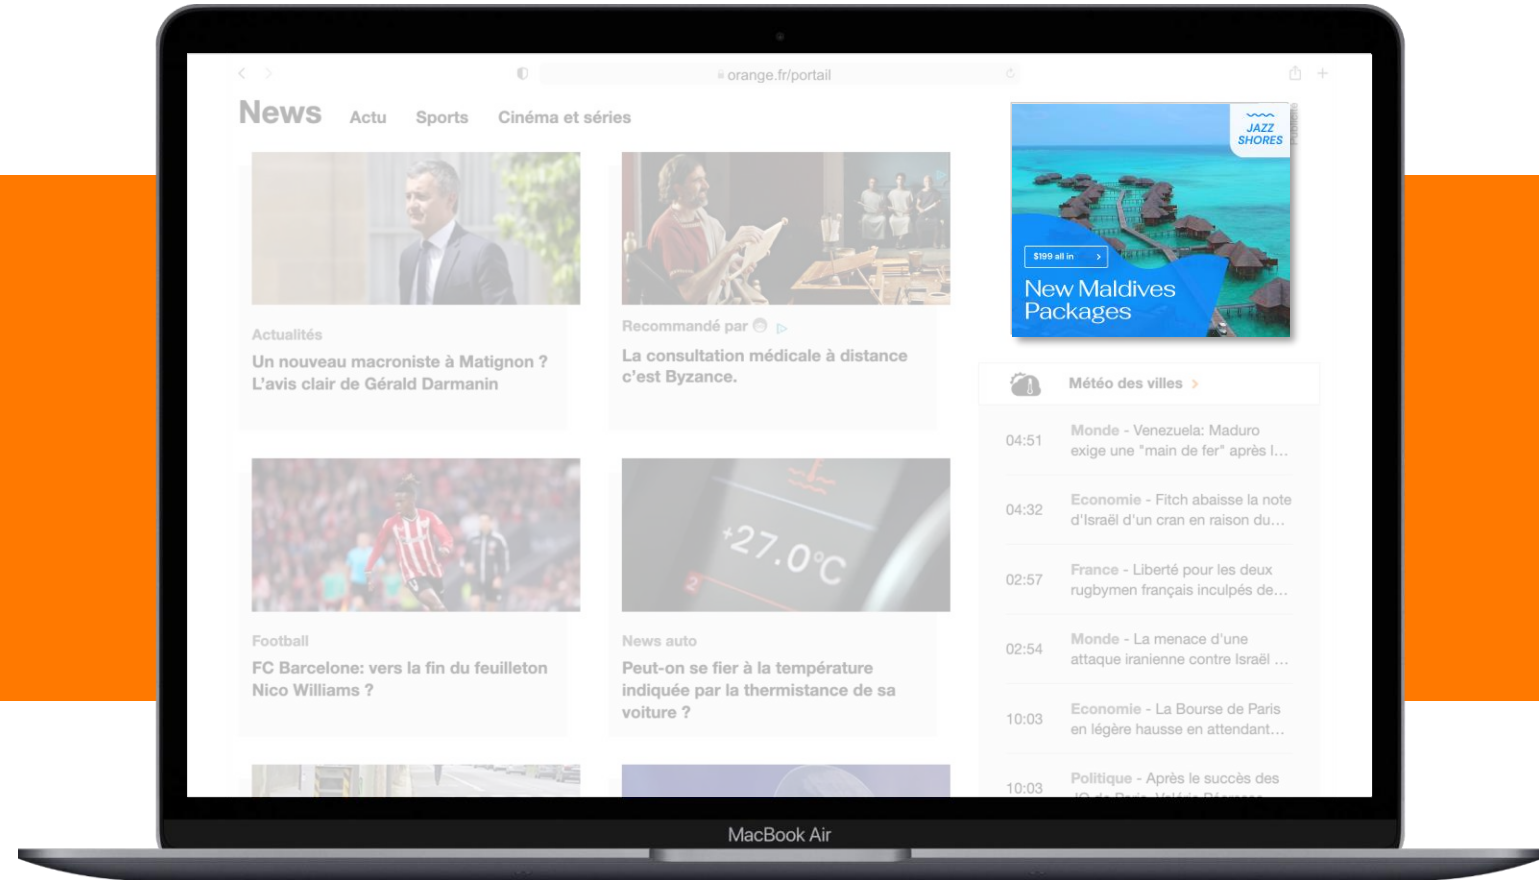 orange.fr/portail
News Actu Sports Cinéma et séries
Actualités
Un nouveau macroniste à Matignon ?
L'avis clair de Gérald Darmanin
Recommandé par
La consultation médicale à distance
c'est Byzance.
Football
FC Barcelone: vers la fin du feuilleton
Nico Williams ?
+27.0°C
2
News auto
Peut-on se fier à la température
indiquée par la thermistance de sa
voiture ?
Publicité
JAZZ
SHORES
$199 all in >
New Maldives
Packages
Météo des villes >
04:51
Monde - Venezuela: Maduro
exige une "main de fer" après l...
04:32
Economie - Fitch abaisse la note
d'Israël d'un cran en raison du...
02:57
France - Liberté pour les deux
rugbymen français inculpés de...
02:54
Monde - La menace d'une
attaque iranienne contre Israël ...
10:03
Economie - La Bourse de Paris
en légère hausse en attendant...
10:03
Politique - Après le succès des
MacBook Air